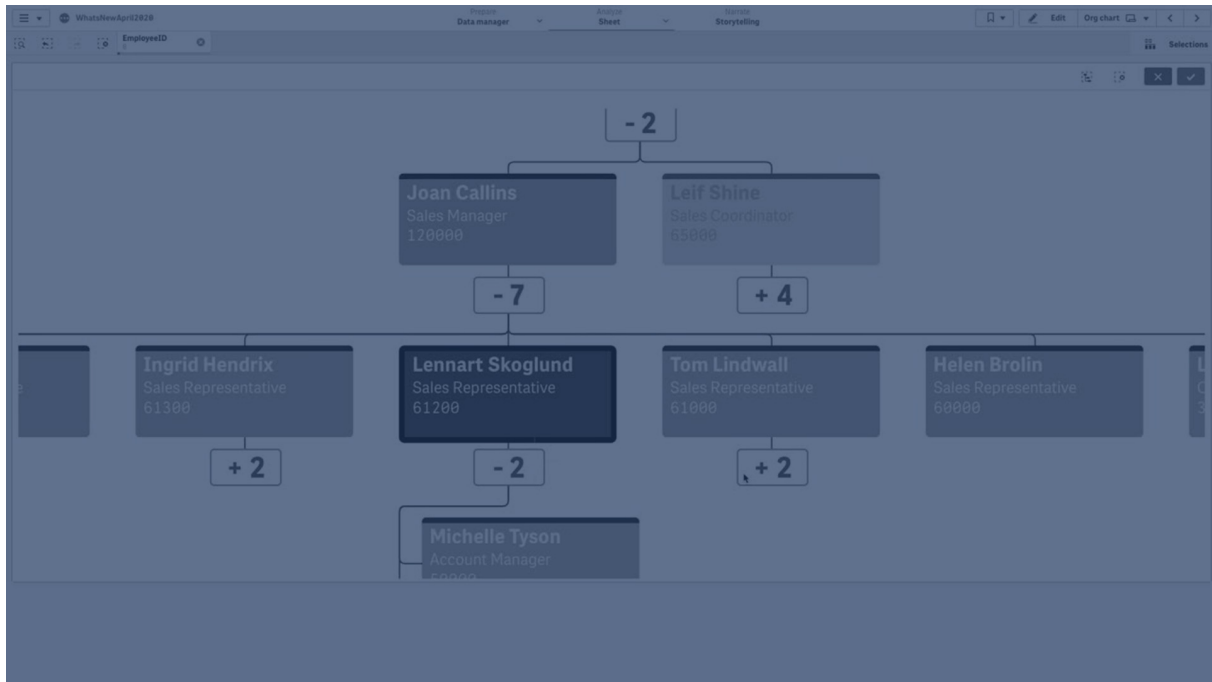 WhatsNewApril2020
Prepare
Data manager
Analyze
Sheet
Narrate
Storytelling
Edit
Org chart
EmployeeID
Selections
- 2
Joan Callins
Sales Manager
120000
Leif Shine
Sales Coordinator
65000
- 7
+ 4
Ingrid Hendrix
Sales Representative
61300
Lennart Skoglund
Sales Representative
61200
Tom Lindwall
Sales Representative
61000
Helen Brolin
Sales Representative
60000
+ 2
- 2
+ 2
Michelle Tyson
Account Manager